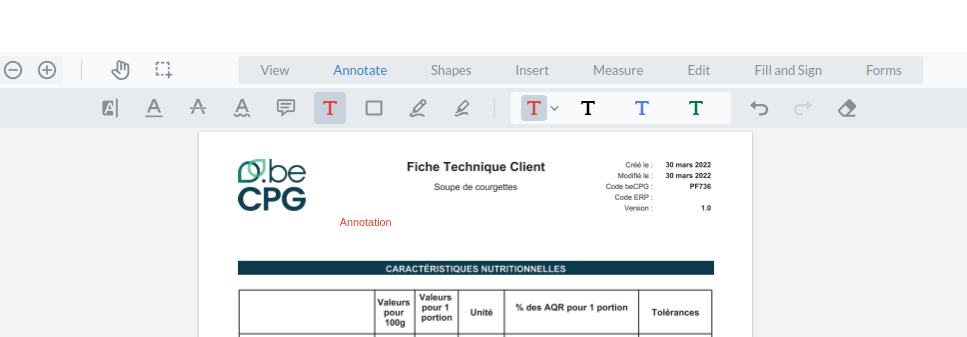 View Annotate Shapes Insert Measure Edit Fill and Sign Forms
A A A A T T T T T
D.be
CPG
Fiche Technique Client
Soupe de courgettes
Créé le : 30 mars 2022
Modifié le : 30 mars 2022
Code beCPG : PF736
Code ERP :
Version : 1.0
Annotation
CARACTÉRISTIQUES NUTRITIONNELLES
Valeurs pour 100g
Valeurs pour 1 portion
Unité
% des AQR pour 1 portion
Tolérances